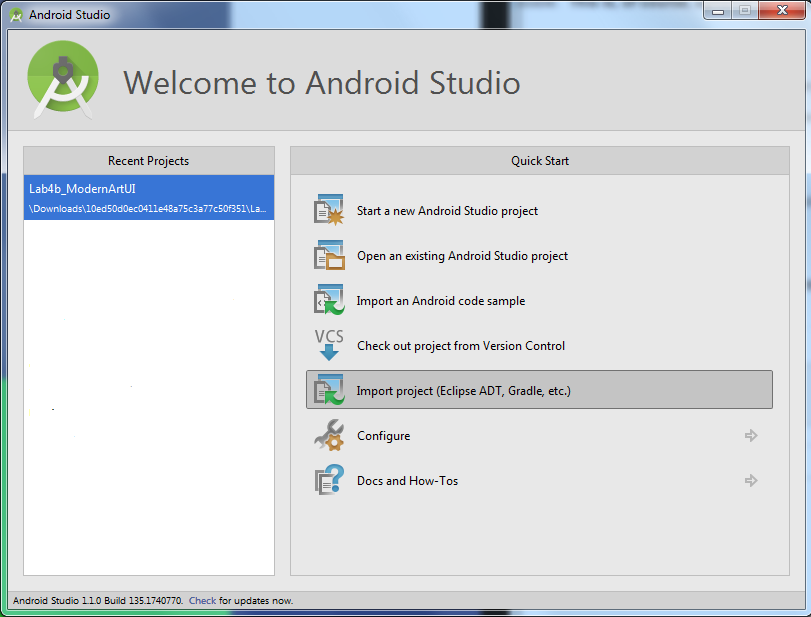 Android Studio
Welcome to Android Studio
Recent Projects
Lab4b_ModernArtUI
\Downloads\10ed50d0ec0411e48a75c3a77c50f351\La...
Quick Start
Start a new Android Studio project
Open an existing Android Studio project
Import an Android code sample
VCS
Check out project from Version Control
Import project (Eclipse ADT, Gradle, etc.)
Configure
Docs and How-Tos
Android Studio 1.1.0 Build 135.1740770. Check for updates now.